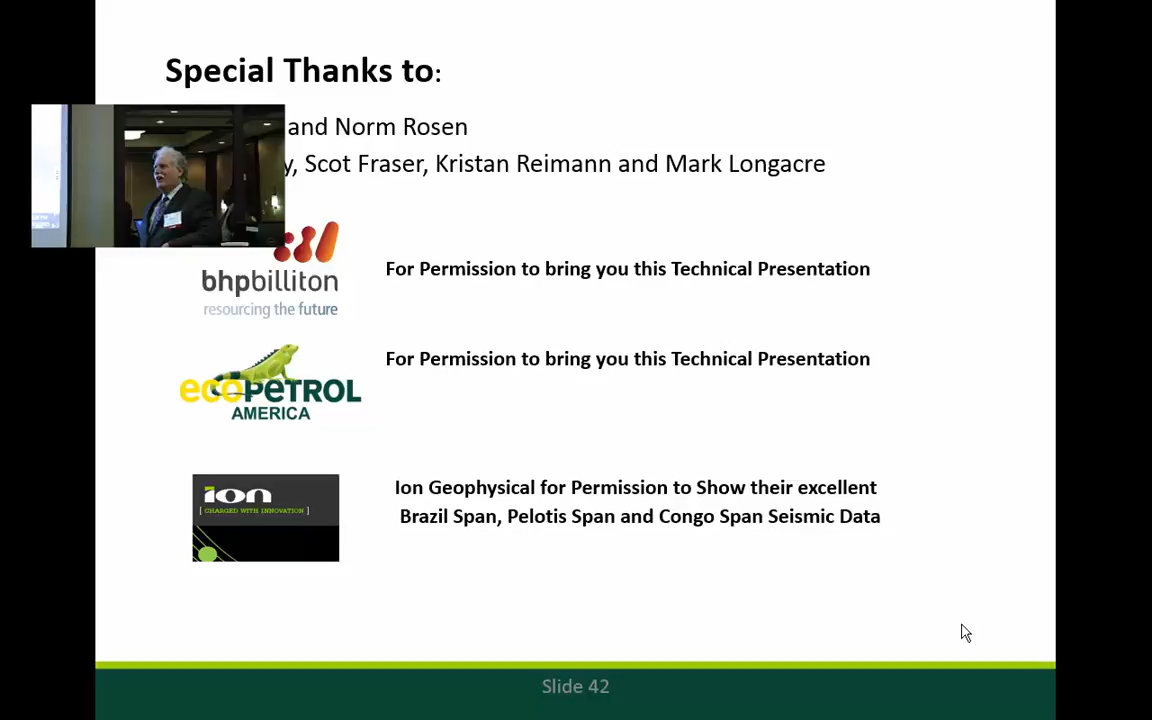 Special Thanks to:
and Norm Rosen
Scot Fraser, Kristan Reimann and Mark Longacre
bhpbilliton
resourcing the future
For Permission to bring you this Technical Presentation
For Permission to bring you this Technical Presentation
ecopetrol
AMERICA
ion
[ CHARGED WITH INNOVATION ]
Ion Geophysical for Permission to Show their excellent
Brazil Span, Pelotis Span and Congo Span Seismic Data
Slide 42